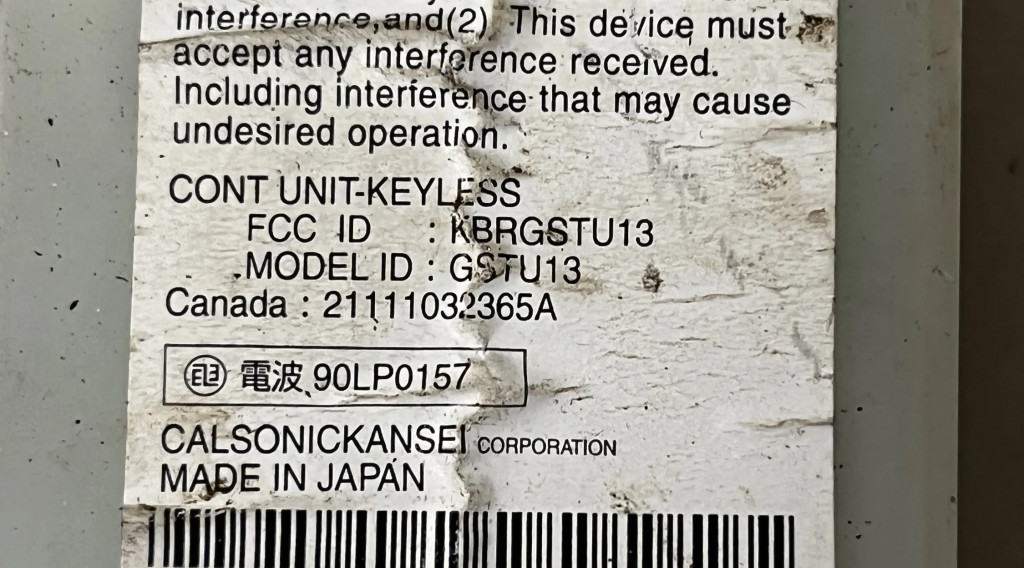 interference,and(2) This device must
accept any interference received.
Including interference that may cause
undesired operation.
CONT UNIT-KEYLESS
FCC ID : KBRGSTU13
MODEL ID : GSTU13
Canada : 21111032365A
電波 90LP0157
CALSONICKANSEI CORPORATION
MADE IN JAPAN